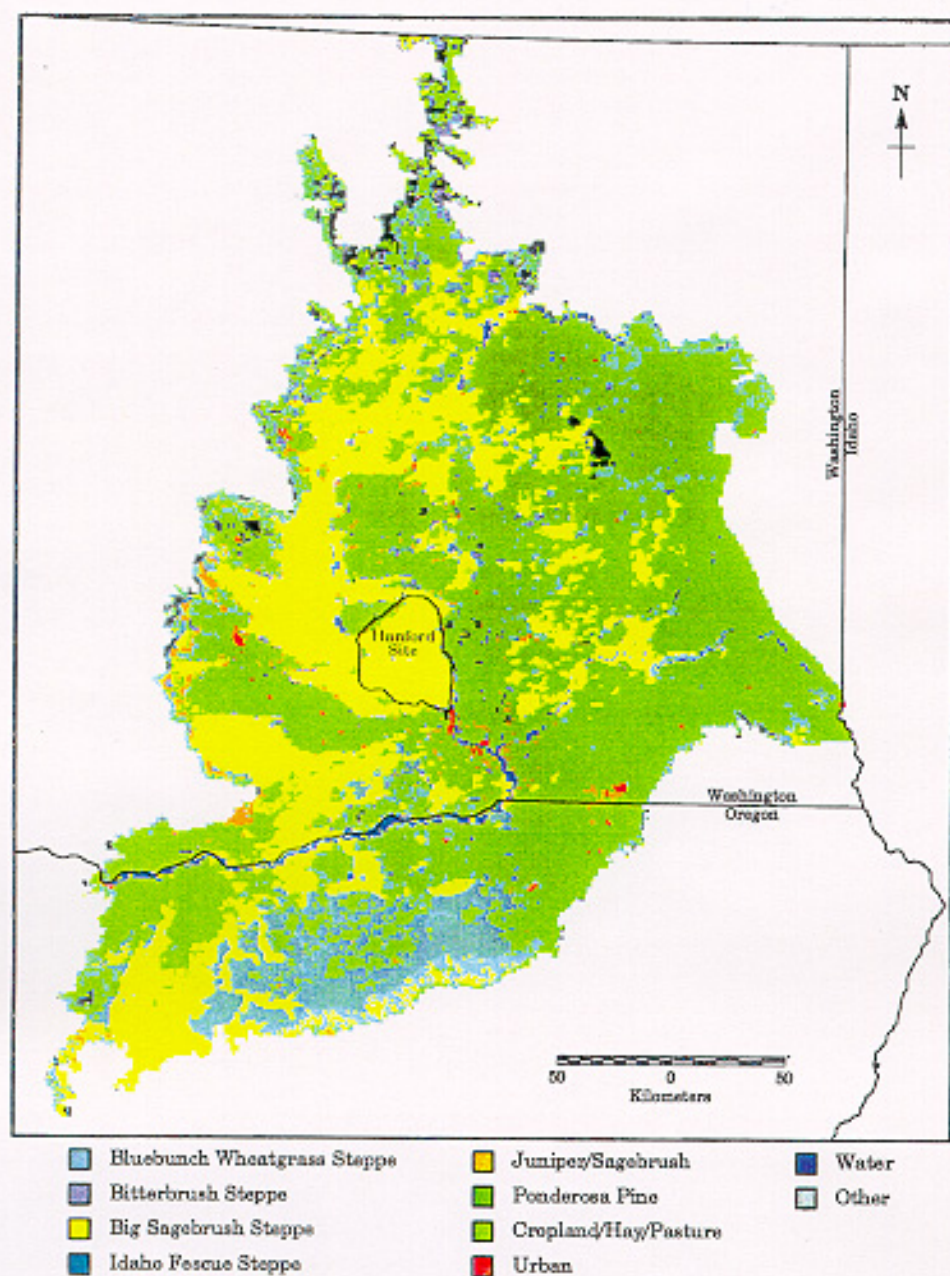 N
Washington
Idaho
Hanford
Site
Washington
Oregon
50 0 50
Kilometers
Bluebunch Wheatgrass Steppe
Bitterbrush Steppe
Big Sagebrush Steppe
Idaho Fescue Steppe
Juniper/Sagebrush
Ponderosa Pine
Cropland/Hay/Pasture
Urban
Water
Other